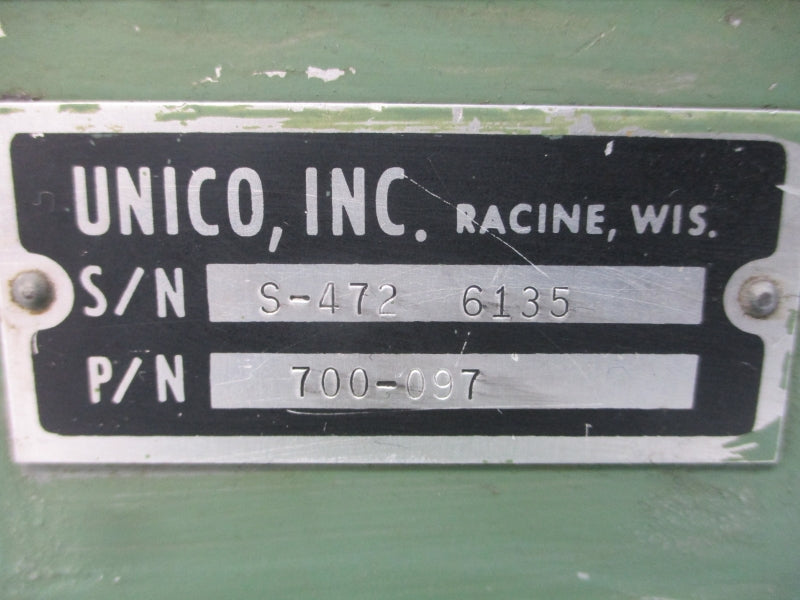 UNICO, INC. RACINE, WIS.
S/N S-472 6135
P/N 700-097